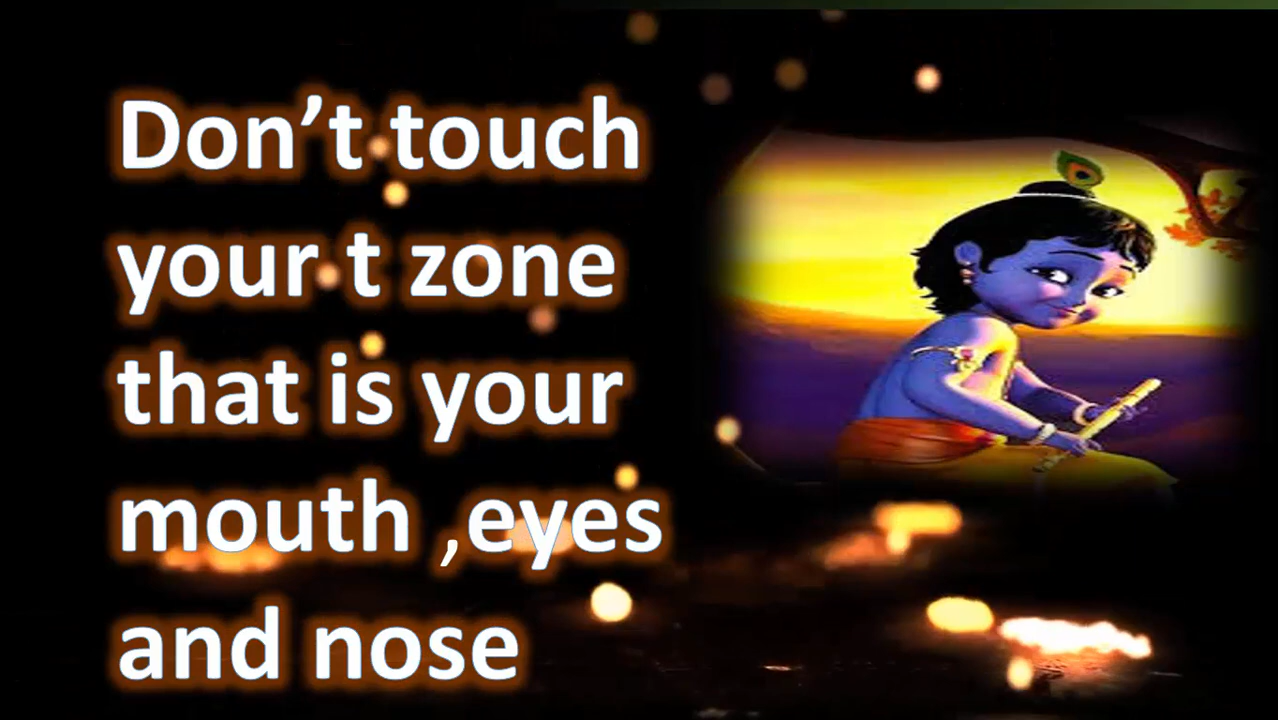 Don’t touch
your t zone
that is your
mouth ,eyes
and nose